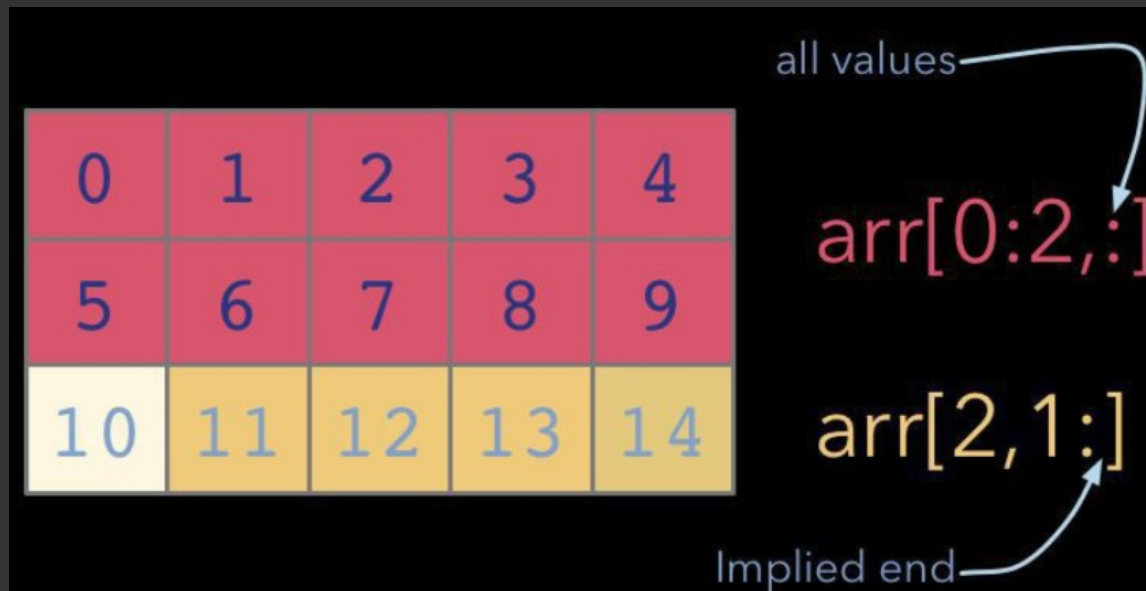 all values
0 1 2 3 4
arr[0:2,:]
5 6 7 8 9
10 11 12 13 14
arr[2,1:]
Implied end